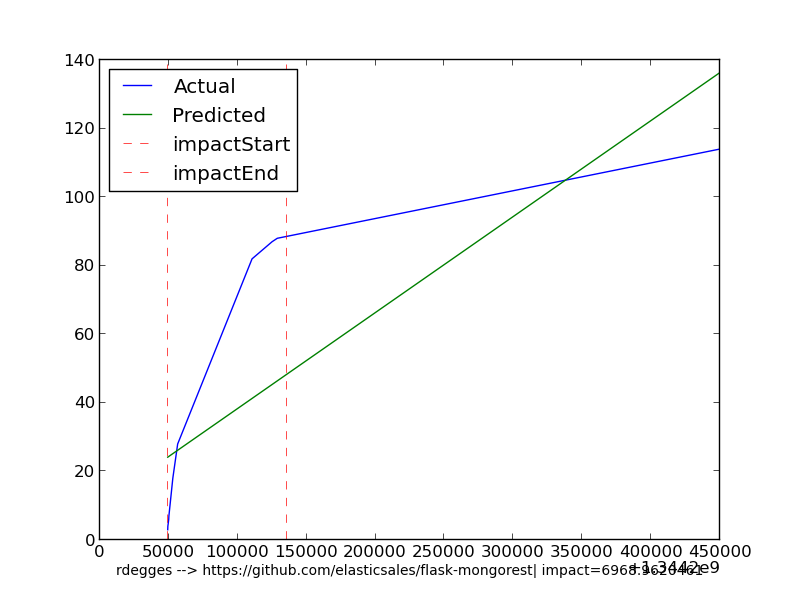 140
120
100
80
60
40
20
0
Actual
Predicted
impactStart
impactEnd
0 50000 100000 150000 200000 250000 300000 350000 400000 450000
+1.3442e9
rdegges --> https://github.com/elasticsales/flask-mongorest| impact=6968.9620461